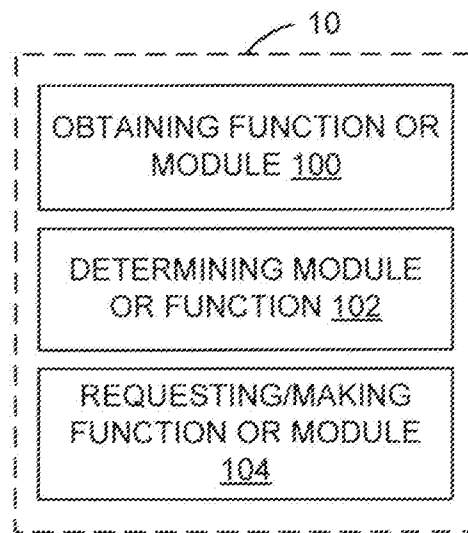 10
OBTAINING FUNCTION OR
MODULE 100
DETERMINING MODULE
OR FUNCTION 102
REQUESTING/MAKING
FUNCTION OR MODULE
104